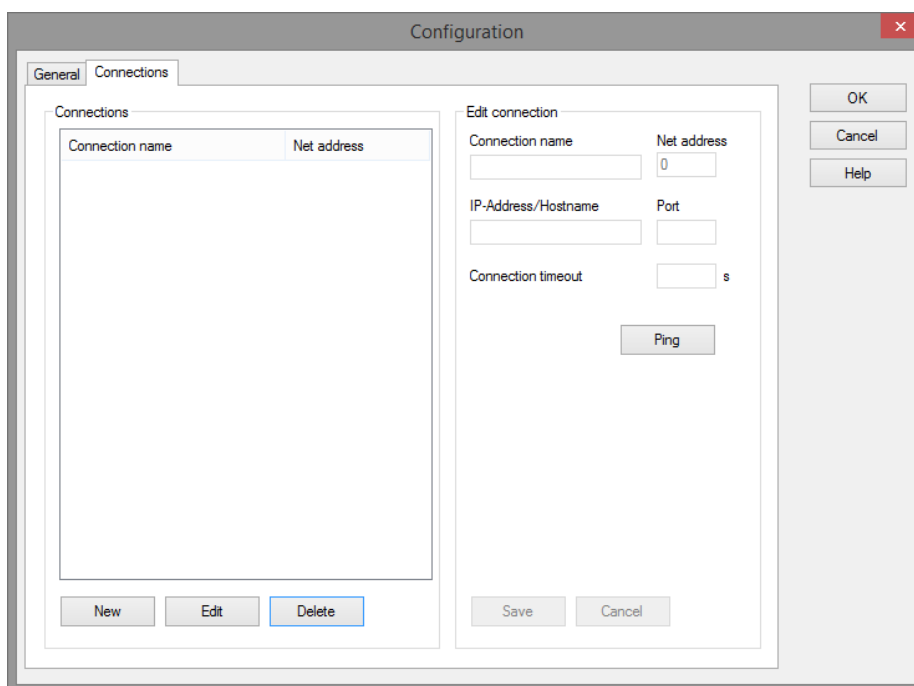 Configuration
General
Connections
Connections
Connection name
Net address
New
Edit
Delete
Edit connection
Connection name
Net address
0
IP-Address/Hostname
Port
Connection timeout
s
Ping
Save
Cancel
OK
Cancel
Help